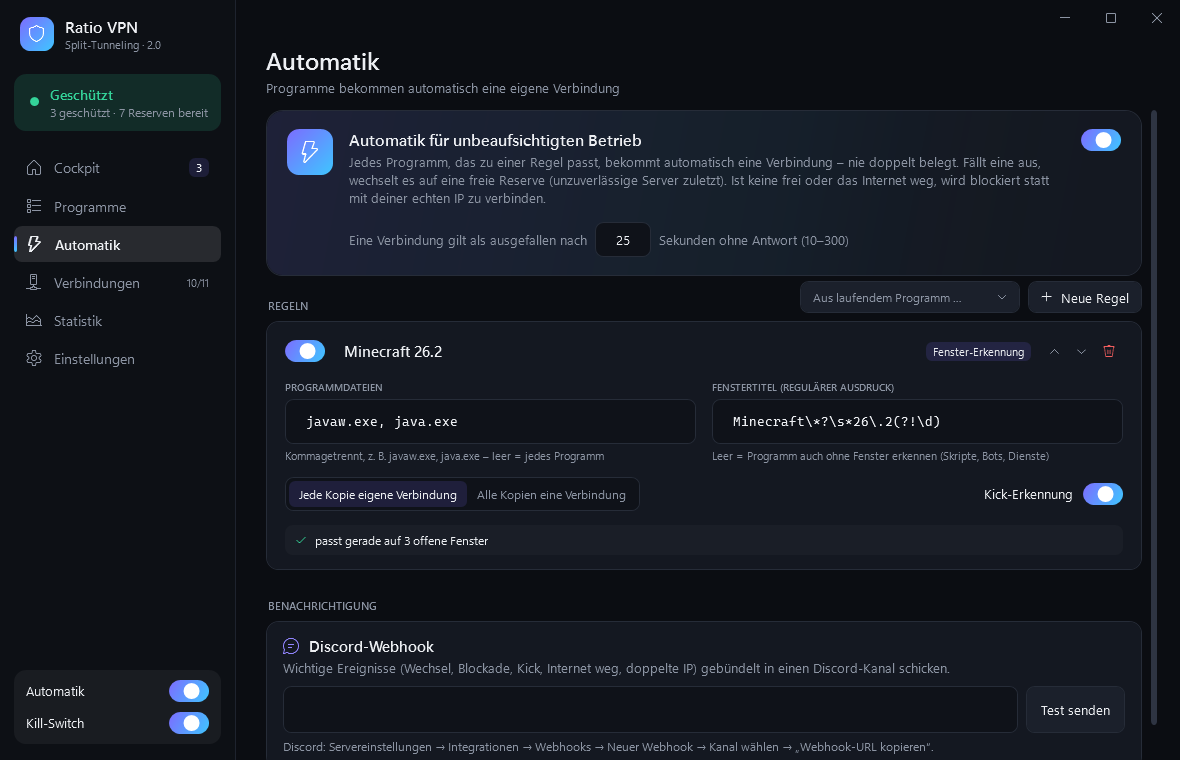 Ratio VPN
Split-Tunneling · 2.0
Geschützt
3 geschützt · 7 Reserven bereit
Cockpit 3
Programme
Automatik
Verbindungen 10/11
Statistik
Einstellungen
Automatik
Kill-Switch
Automatik
Programme bekommen automatisch eine eigene Verbindung
Automatik für unbeaufsichtigten Betrieb
Jedes Programm, das zu einer Regel passt, bekommt automatisch eine Verbindung – nie doppelt belegt. Fällt eine aus,
wechselt es auf eine freie Reserve (unzuverlässige Server zuletzt). Ist keine frei oder das Internet weg, wird blockiert statt
mit deiner echten IP zu verbinden.
Eine Verbindung gilt als ausgefallen nach 25 Sekunden ohne Antwort (10–300)
REGELN
Aus laufendem Programm ...
Neue Regel
Minecraft 26.2
Fenster-Erkennung
PROGRAMMDATEIEN
javaw.exe, java.exe
Kommagetrennt, z. B. javaw.exe, java.exe – leer = jedes Programm
FENSTERTITEL (REGULÄRER AUSDRUCK)
Minecraft\*?\s*26\.2(?!\d)
Leer = Programm auch ohne Fenster erkennen (Skripte, Bots, Dienste)
Jede Kopie eigene Verbindung
Alle Kopien eine Verbindung
Kick-Erkennung
passt gerade auf 3 offene Fenster
BENACHRICHTIGUNG
Discord-Webhook
Wichtige Ereignisse (Wechsel, Blockade, Kick, Internet weg, doppelte IP) gebündelt in einen Discord-Kanal schicken.
Test senden
Discord: Servereinstellungen → Integrationen → Webhooks → Neuer Webhook → Kanal wählen → „Webhook-URL kopieren“.